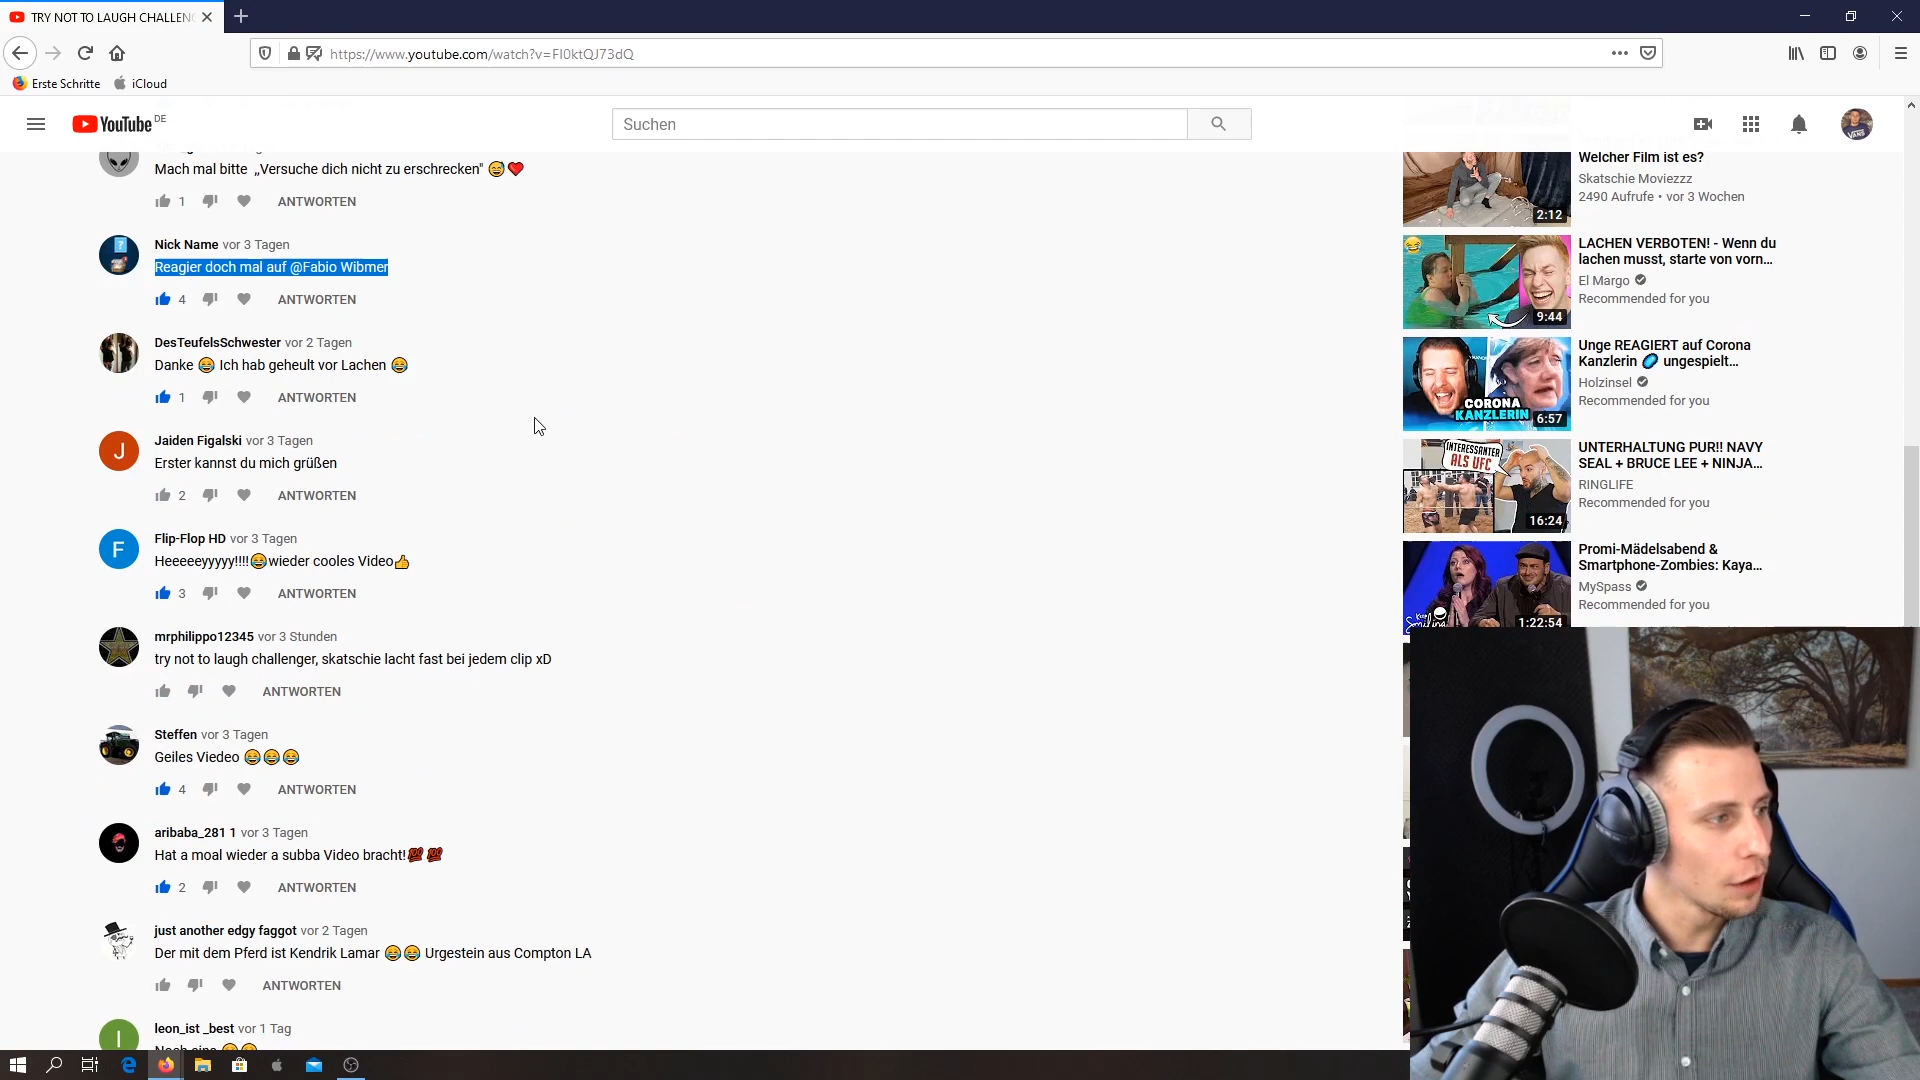 TRY NOT TO LAUGH CHALLEN
https://www.youtube.com/watch?v=FI0ktQJ73dQ
Erste Schritte
iCloud
YouTube DE
Suchen
Mach mal bitte „Versuche dich nicht zu erschrecken" 😅❤
1 ANTWORTEN
Nick Name vor 3 Tagen
Reagier doch mal auf @Fabio Wibmer
4 ANTWORTEN
DesTeufelsSchwester vor 2 Tagen
Danke 😂 Ich hab geheult vor Lachen 😂
1 ANTWORTEN
J
Jaiden Figalski vor 3 Tagen
Erster kannst du mich grüßen
2 ANTWORTEN
F
Flip-Flop HD vor 3 Tagen
Heeeeeyyyyy!!!!😂wieder cooles Video👍
3 ANTWORTEN
mrphilippo12345 vor 3 Stunden
try not to laugh challenger, skatschie lacht fast bei jedem clip xD
ANTWORTEN
Steffen vor 3 Tagen
Geiles Viedeo 😂😂😂
4 ANTWORTEN
aribaba_281 1 vor 3 Tagen
Hat a moal wieder a subba Video bracht!💯 💯
2 ANTWORTEN
just another edgy faggot vor 2 Tagen
Der mit dem Pferd ist Kendrik Lamar 😂😂 Urgestein aus Compton LA
ANTWORTEN
l
leon_ist _best vor 1 Tag
Welcher Film ist es?
Skatschie Moviezzz
2490 Aufrufe • vor 3 Wochen
2:12
LACHEN VERBOTEN! - Wenn du
lachen musst, starte von vorn...
El Margo
Recommended for you
9:44
Unge REAGIERT auf Corona
Kanzlerin ungespielt...
Holzinsel
Recommended for you
CORONA
KANZLERIN
6:57
UNTERHALTUNG PUR!! NAVY
SEAL + BRUCE LEE + NINJA...
RINGLIFE
Recommended for you
INTERESSANTER
ALS UFC
16:24
Promi-Mädelsabend &
Smartphone-Zombies: Kaya...
MySpass
Recommended for you
1:22:54